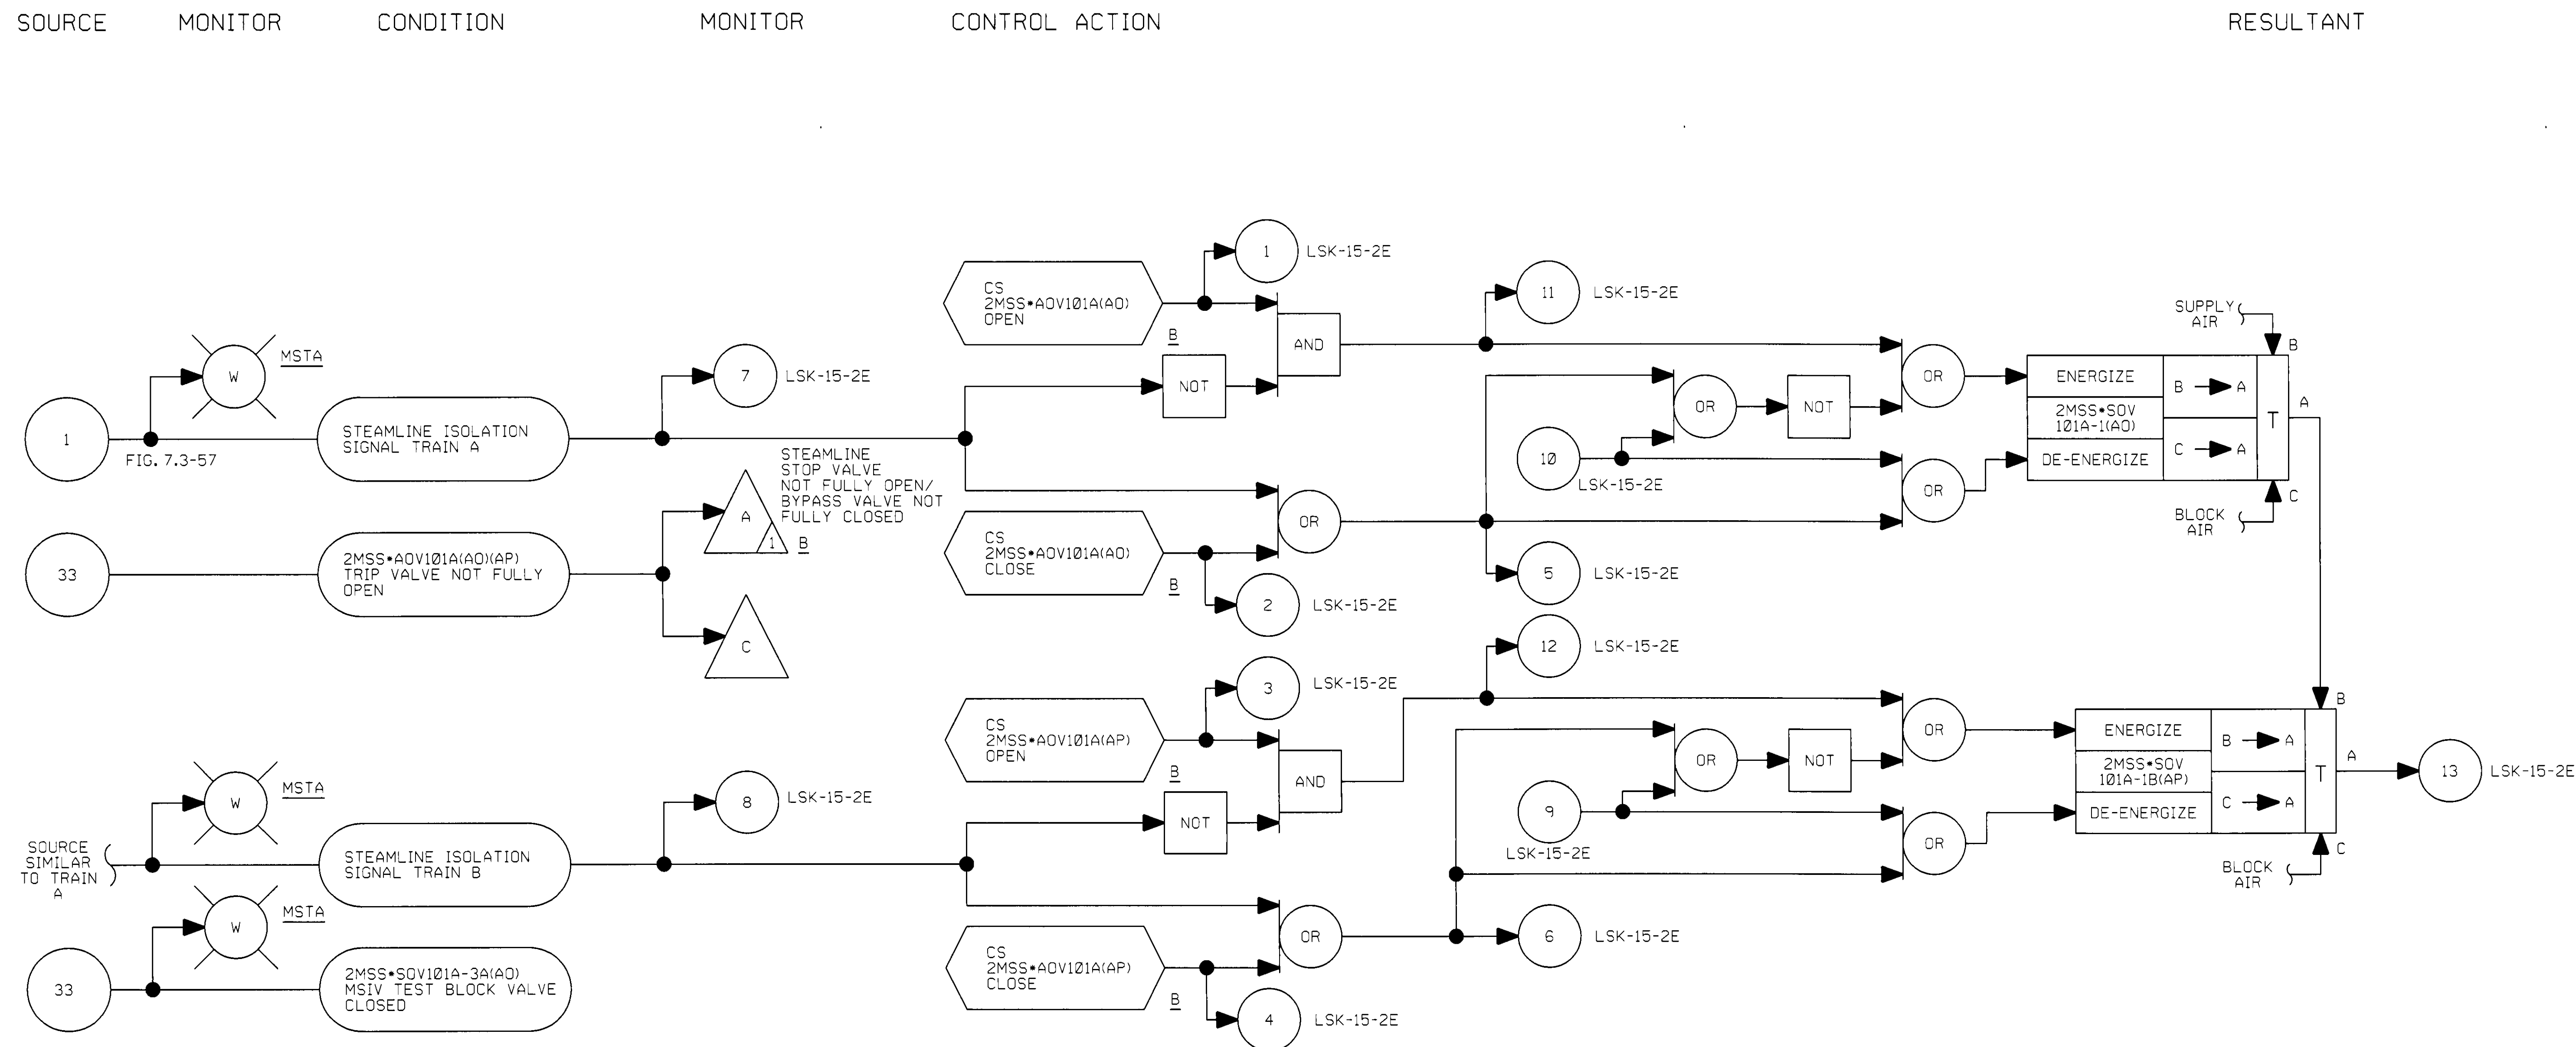 SOURCE MONITOR CONDITION MONITOR CONTROL ACTION RESULTANT
1
FIG. 7.3-57
W
MSTA
STEAMLINE ISOLATION
SIGNAL TRAIN A
7
LSK-15-2E
33
2MSS*AOV101A(AO)(AP)
TRIP VALVE NOT FULLY
OPEN
A
1
B
STEAMLINE
STOP VALVE
NOT FULLY OPEN/
BYPASS VALVE NOT
FULLY CLOSED
C
CS
2MSS*AOV101A(AO)
OPEN
B
1
LSK-15-2E
NOT
AND
CS
2MSS*AOV101A(AO)
CLOSE
B
2
LSK-15-2E
OR
11
LSK-15-2E
OR
NOT
10
LSK-15-2E
5
LSK-15-2E
OR
OR
SUPPLY
AIR
B
ENERGIZE
2MSS*SOV
101A-1(AO)
DE-ENERGIZE
B A
C A
T
A
C
BLOCK
AIR
SOURCE
SIMILAR
TO TRAIN
A
W
MSTA
STEAMLINE ISOLATION
SIGNAL TRAIN B
8
LSK-15-2E
33
W
MSTA
2MSS*SOV101A-3A(AO)
MSIV TEST BLOCK VALVE
CLOSED
CS
2MSS*AOV101A(AP)
OPEN
B
3
LSK-15-2E
NOT
AND
CS
2MSS*AOV101A(AP)
CLOSE
B
4
LSK-15-2E
OR
12
LSK-15-2E
OR
NOT
9
LSK-15-2E
6
LSK-15-2E
OR
OR
B
ENERGIZE
2MSS*SOV
101A-1B(AP)
DE-ENERGIZE
B A
C A
T
A
C
BLOCK
AIR
13
LSK-15-2E